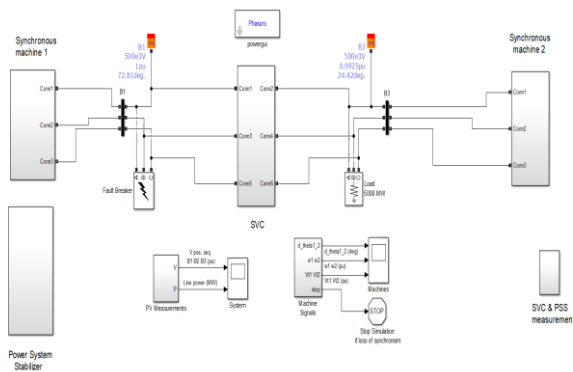 Phasors
powergui
Synchronous
machine 1
B1
500e3V
1pu
72.81deg.
B3
500e3V
0.9925pu
24.42deg.
Synchronous
machine 2
Conn1
Conn2
Conn3
B1
Conn1
Conn3
Conn5
Conn2
Conn4
Conn6
B3
Conn1
Conn2
Conn3
A B C
Fault Breaker
SVC
A B C
Load
5000 MW
V pos. seq.
B1 B2 B3 (pu)
V
Line power (MW)
P
PV Measurements
System
d_theta1_2
w1 w2
Vt1 Vt2
stop
d_theta1_2 (deg)
w1 w2 (pu)
Vt1 Vt2 (pu)
Machine
Signals
Machines
STOP
Stop Simulation
if loss of synchronism
Power System
Stabilizer
SVC & PSS
measuremen